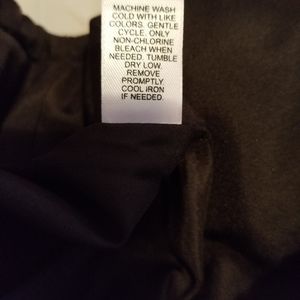 MACHINE WASH
COLD WITH LIKE
COLORS. GENTLE
CYCLE. ONLY
NON-CHLORINE
BLEACH WHEN
NEEDED. TUMBLE
DRY LOW.
REMOVE
PROMPTLY.
COOL IRON
IF NEEDED.